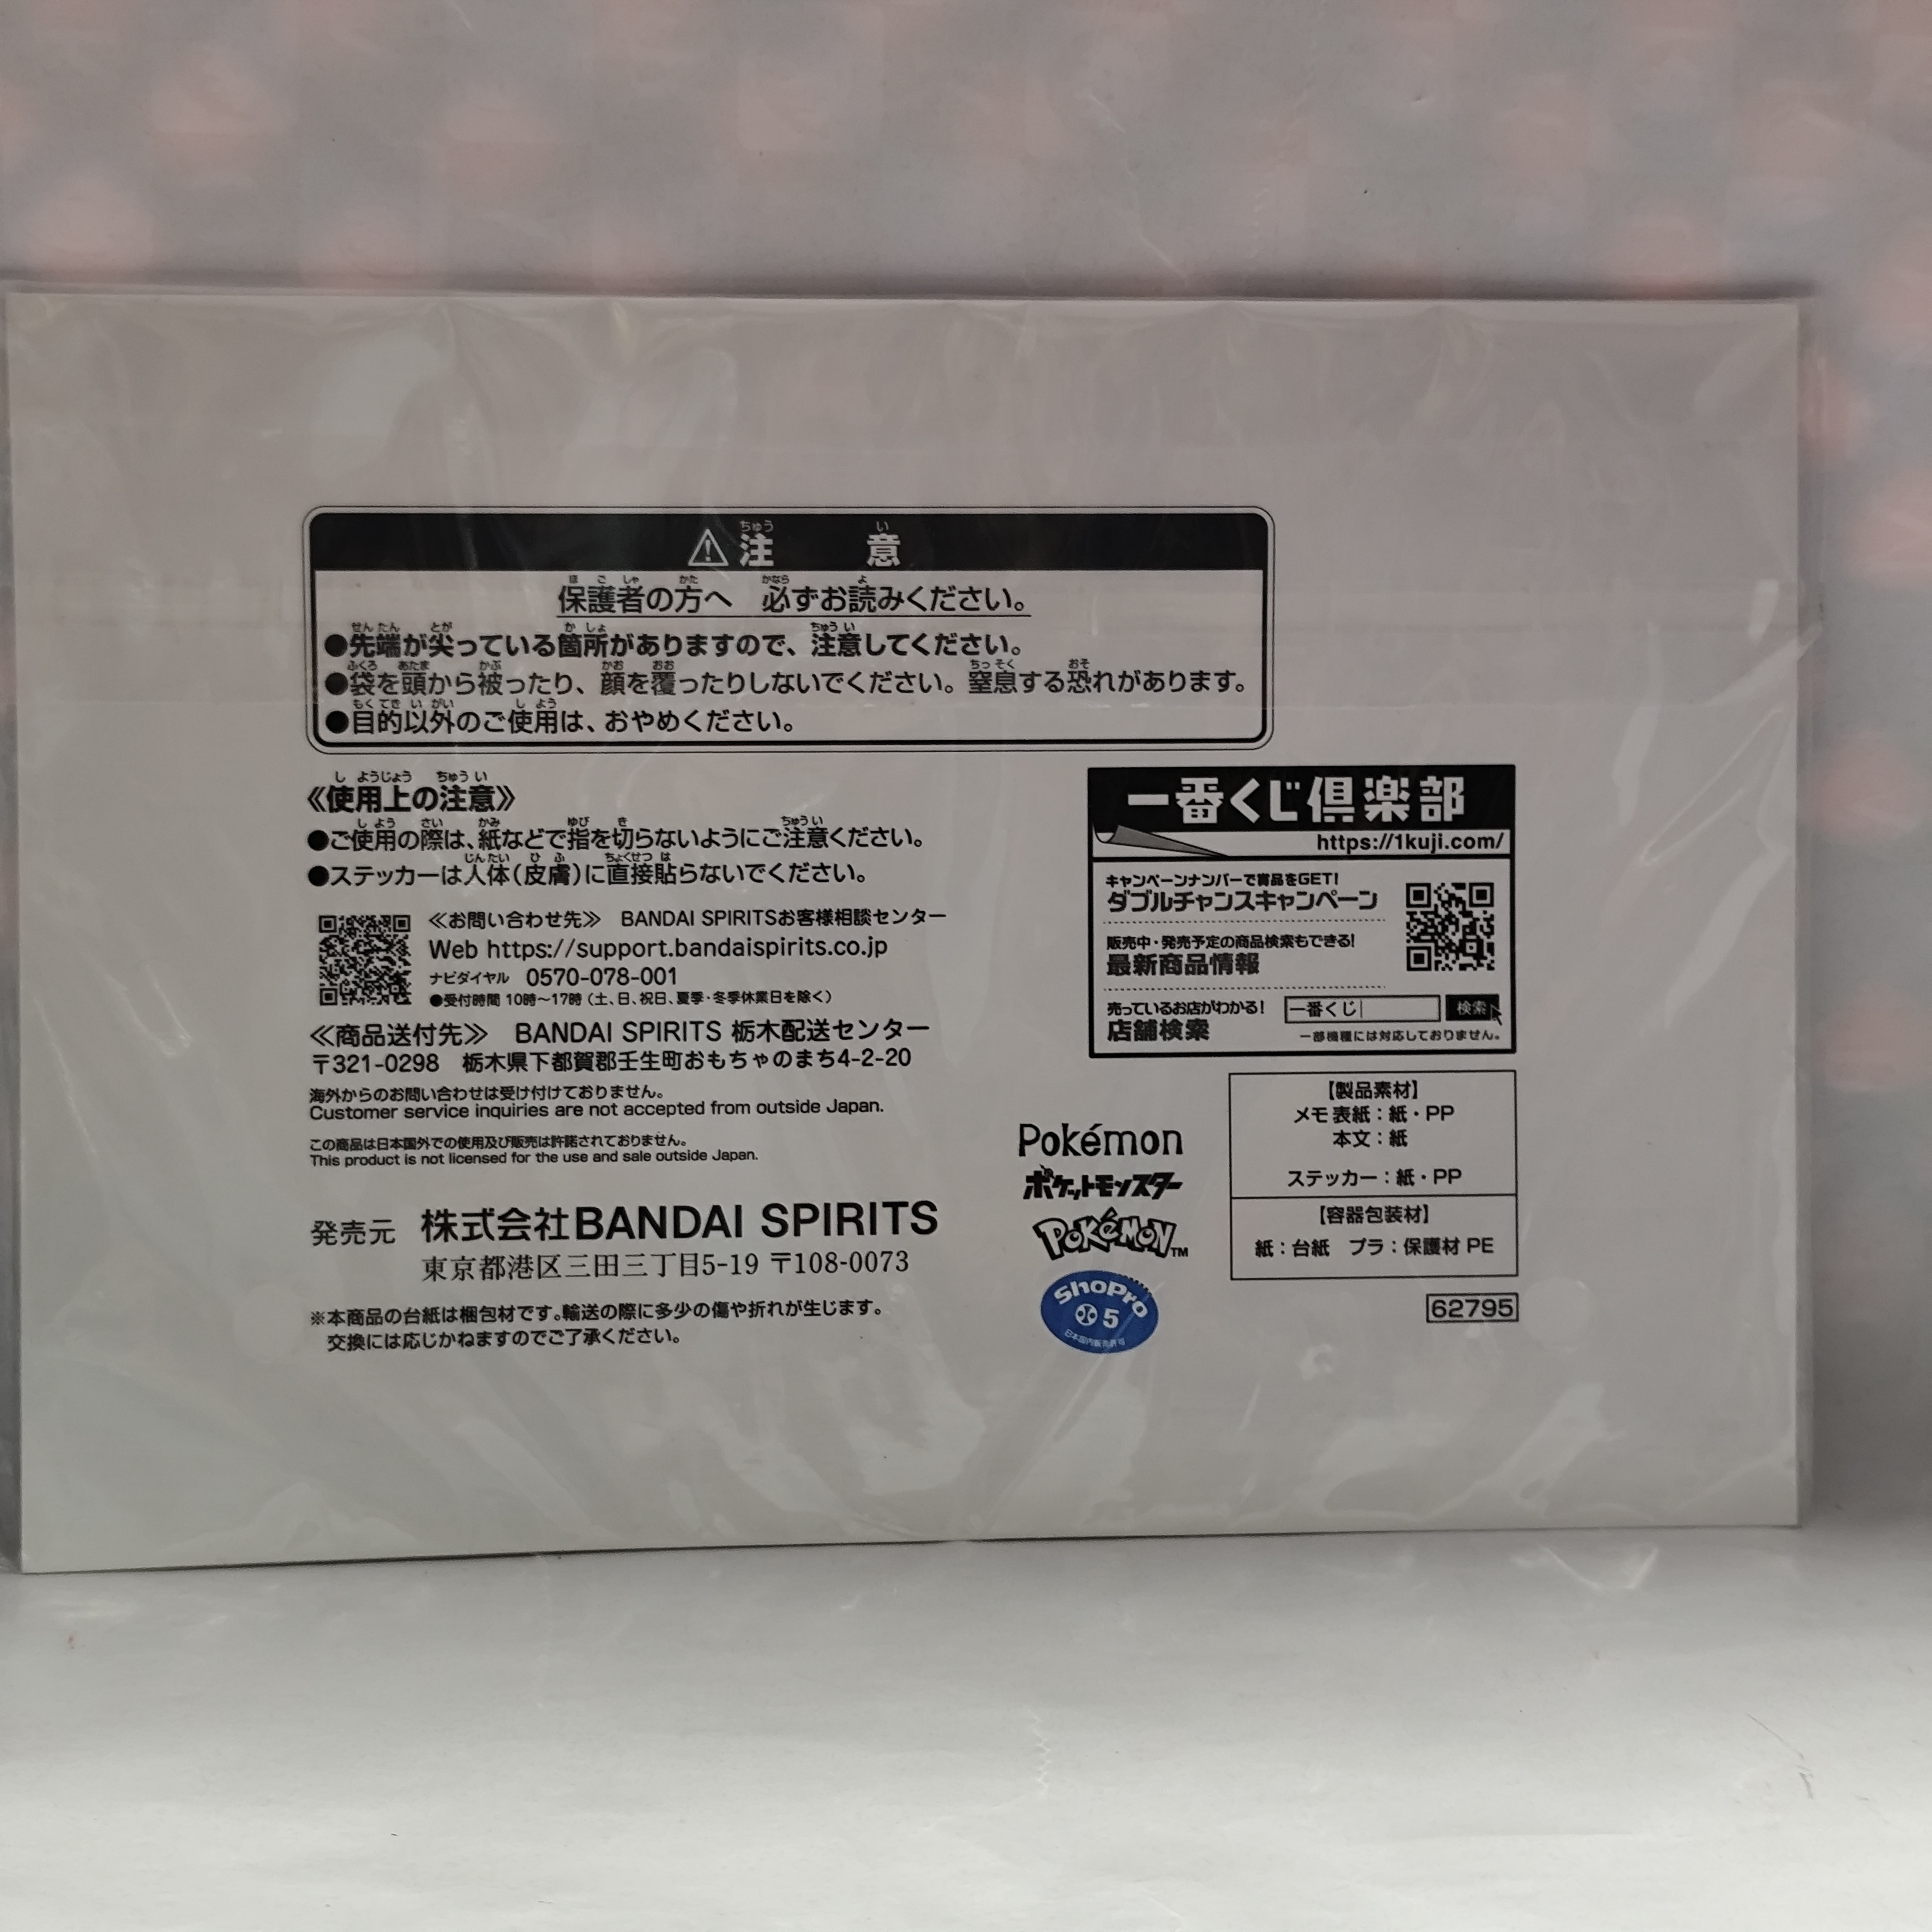 ⚠注意
保護者の方へ 必ずお読みください。
●先端が尖っている箇所がありますので、注意してください。
●袋を頭から被ったり、顔を覆ったりしないでください。窒息する恐れがあります。
●目的以外のご使用は、おやめください。
《使用上の注意》
●ご使用の際は、紙などで指を切らないようにご注意ください。
●ステッカーは人体(皮膚)に直接貼らないでください。
≪お問い合わせ先≫ BANDAI SPIRITSお客様相談センター
Web https://support.bandaispirits.co.jp
ナビダイヤル 0570-078-001
●受付時間 10時～17時(土、日、祝日、夏季・冬季休業日を除く)
≪商品送付先≫ BANDAI SPIRITS 栃木配送センター
〒321-0298 栃木県下都賀郡壬生町おもちゃのまち4-2-20
海外からのお問い合わせは受け付けておりません。
Customer service inquiries are not accepted from outside Japan.
この商品は日本国外での使用及び販売は許諾されておりません。
This product is not licensed for the use and sale outside Japan.
発売元 株式会社BANDAI SPIRITS
東京都港区三田三丁目5-19 〒108-0073
※本商品の台紙は梱包材です。輸送の際に多少の傷や折れが生じます。
交換には応じかねますのでご了承ください。
一番くじ倶楽部
https://1kuji.com/
キャンペーンナンバーで賞品をGET!
ダブルチャンスキャンペーン
販売中・発売予定の商品検索もできる!
最新商品情報
売っているお店がわかる!
店舗検索
一番くじ 検索
一部機種には対応しておりません。
Pokémon
ポケットモンスター
POKéMON™
ShoPro
5
日本国内販売許可
【製品素材】
メモ 表紙：紙・PP
本文：紙
ステッカー：紙・PP
【容器包装材】
紙：台紙 プラ：保護材 PE
62795